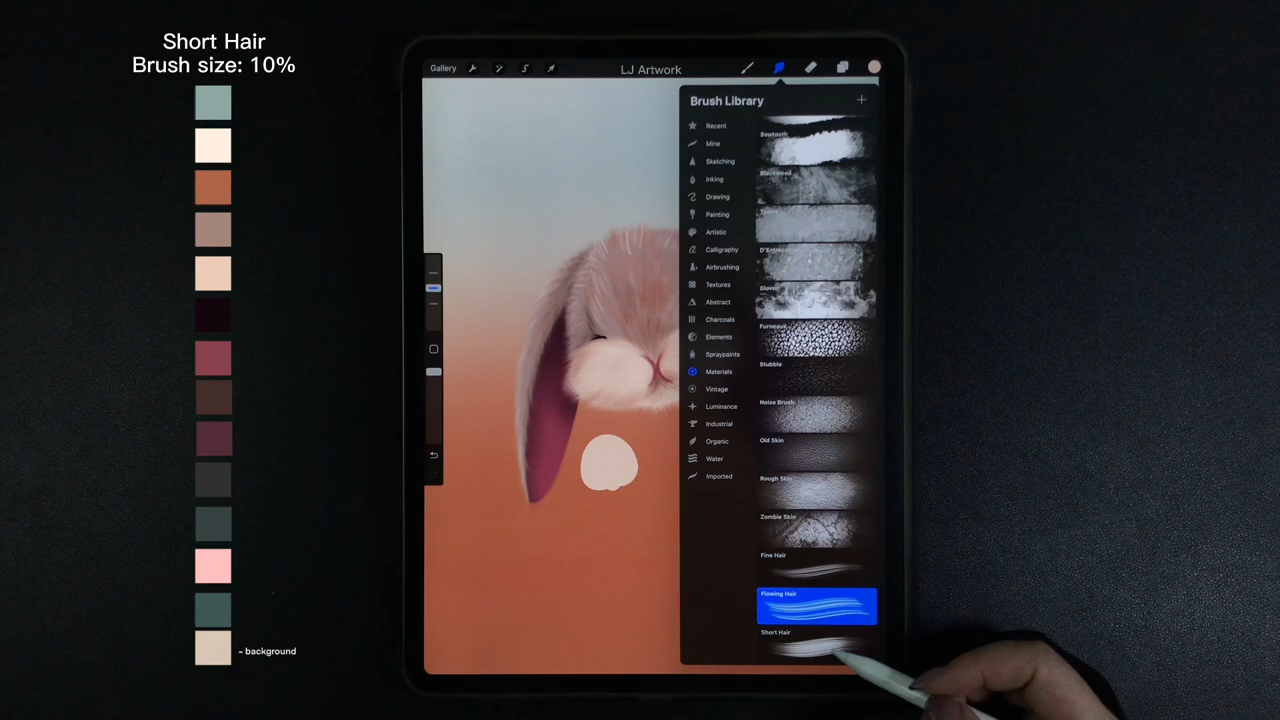 Short Hair
Brush size: 10%
- background
Gallery
LJ Artwork
Brush Library
Recent
Mine
Sketching
Inking
Drawing
Painting
Artistic
Calligraphy
Airbrushing
Textures
Abstract
Charcoals
Elements
Spraypaints
Materials
Vintage
Luminance
Industrial
Organic
Water
Imported
Sawtooth
Blackwood
Furneaux
Stubble
Noise Brush
Old Skin
Rough Skin
Zombie Skin
Fine Hair
Flowing Hair
Short Hair